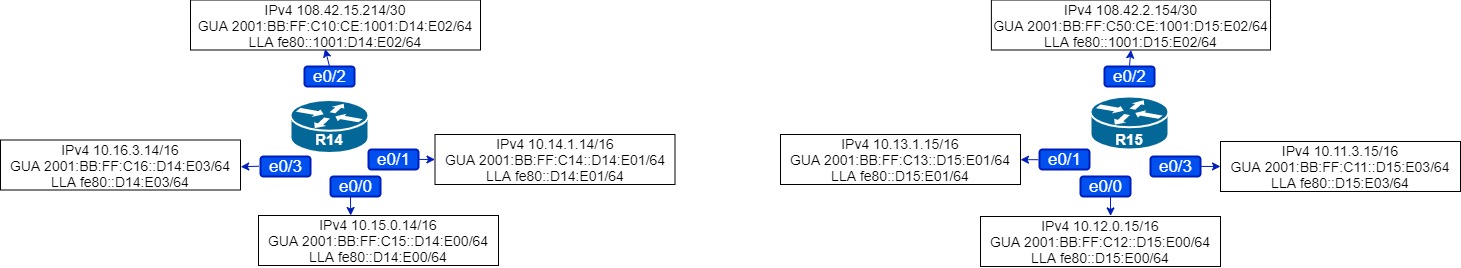 IPv4 108.42.15.214/30
GUA 2001:BB:FF:C10:CE:1001:D14:E02/64
LLA fe80::1001:D14:E02/64
e0/2
R14
IPv4 10.16.3.14/16
GUA 2001:BB:FF:C16::D14:E03/64
LLA fe80::D14:E03/64
e0/3
e0/1
IPv4 10.14.1.14/16
GUA 2001:BB:FF:C14::D14:E01/64
LLA fe80::D14:E01/64
e0/0
IPv4 10.15.0.14/16
GUA 2001:BB:FF:C15::D14:E00/64
LLA fe80::D14:E00/64
IPv4 108.42.2.154/30
GUA 2001:BB:FF:C50:CE:1001:D15:E02/64
LLA fe80::1001:D15:E02/64
e0/2
R15
IPv4 10.13.1.15/16
GUA 2001:BB:FF:C13::D15:E01/64
LLA fe80::D15:E01/64
e0/1
e0/3
IPv4 10.11.3.15/16
GUA 2001:BB:FF:C11::D15:E03/64
LLA fe80::D15:E03/64
e0/0
IPv4 10.12.0.15/16
GUA 2001:BB:FF:C12::D15:E00/64
LLA fe80::D15:E00/64